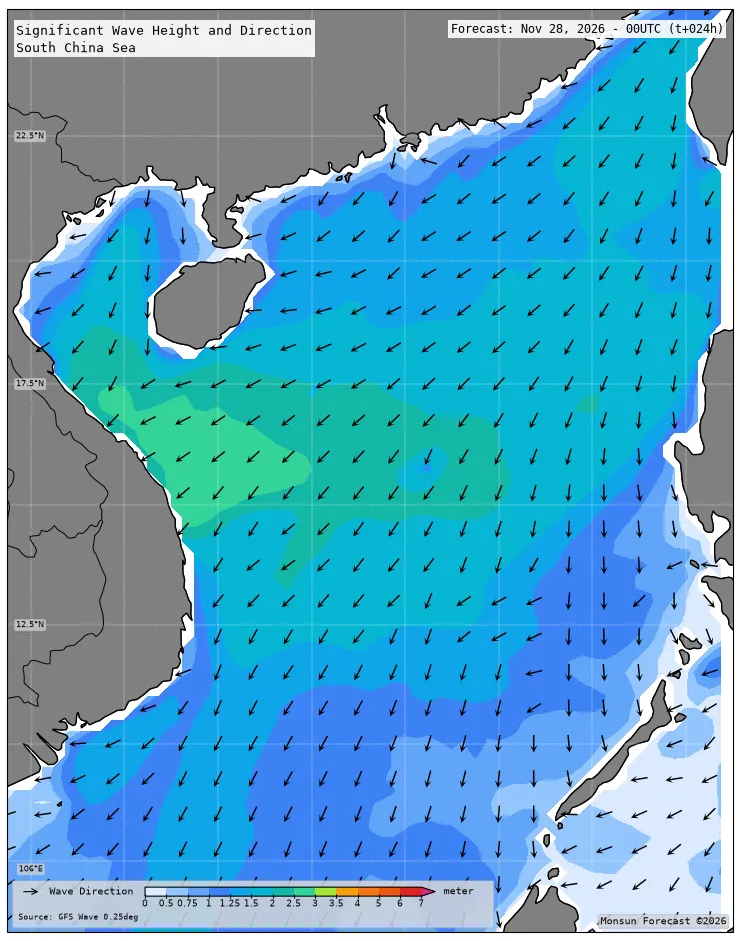 Significant Wave Height and Direction
South China Sea
Forecast: Nov 28, 2026 - 00UTC (t+024h)
22.5°N
17.5°N
12.5°N
106°E
Wave Direction
meter
0 0.5 0.75 1 1.25 1.5 2 2.5 3 3.5 4 5 6 7
Source: GFS Wave 0.25deg
Monsun Forecast ©2026